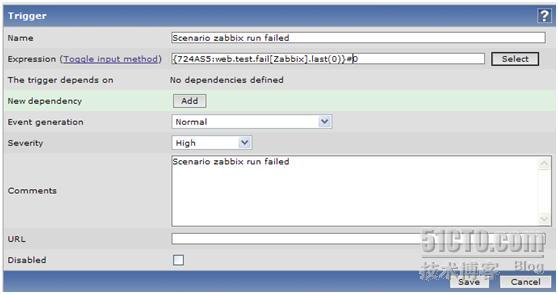 Trigger
Name Scenario zabbix run failed
Expression (Toggle input method) {724AS5:web.test.fail[Zabbix].last(0)}#0 Select
The trigger depends on No dependencies defined
New dependency Add
Event generation Normal
Severity High
Comments Scenario zabbix run failed
URL
Disabled
Save Cancel
51CTO.com
技术博客 Blog